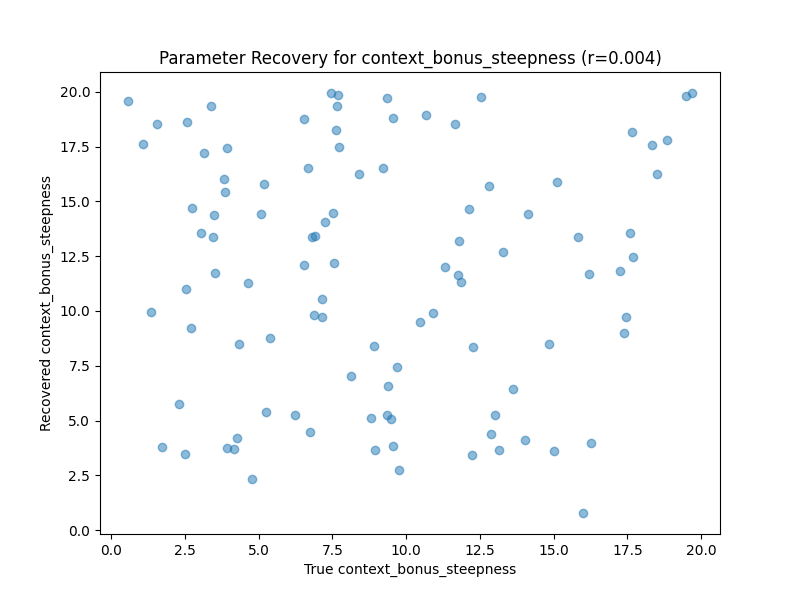 Parameter Recovery for context_bonus_steepness (r=0.004)
20.0
17.5
15.0
12.5
10.0
7.5
5.0
2.5
0.0
Recovered context_bonus_steepness
0.0 2.5 5.0 7.5 10.0 12.5 15.0 17.5 20.0
True context_bonus_steepness